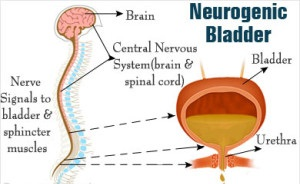 Neurogenic
Bladder
Brain
Central Nervous
System(brain &
spinal cord)
Bladder
Nerve
Signals to
bladder &
sphincter
muscles
Urethra